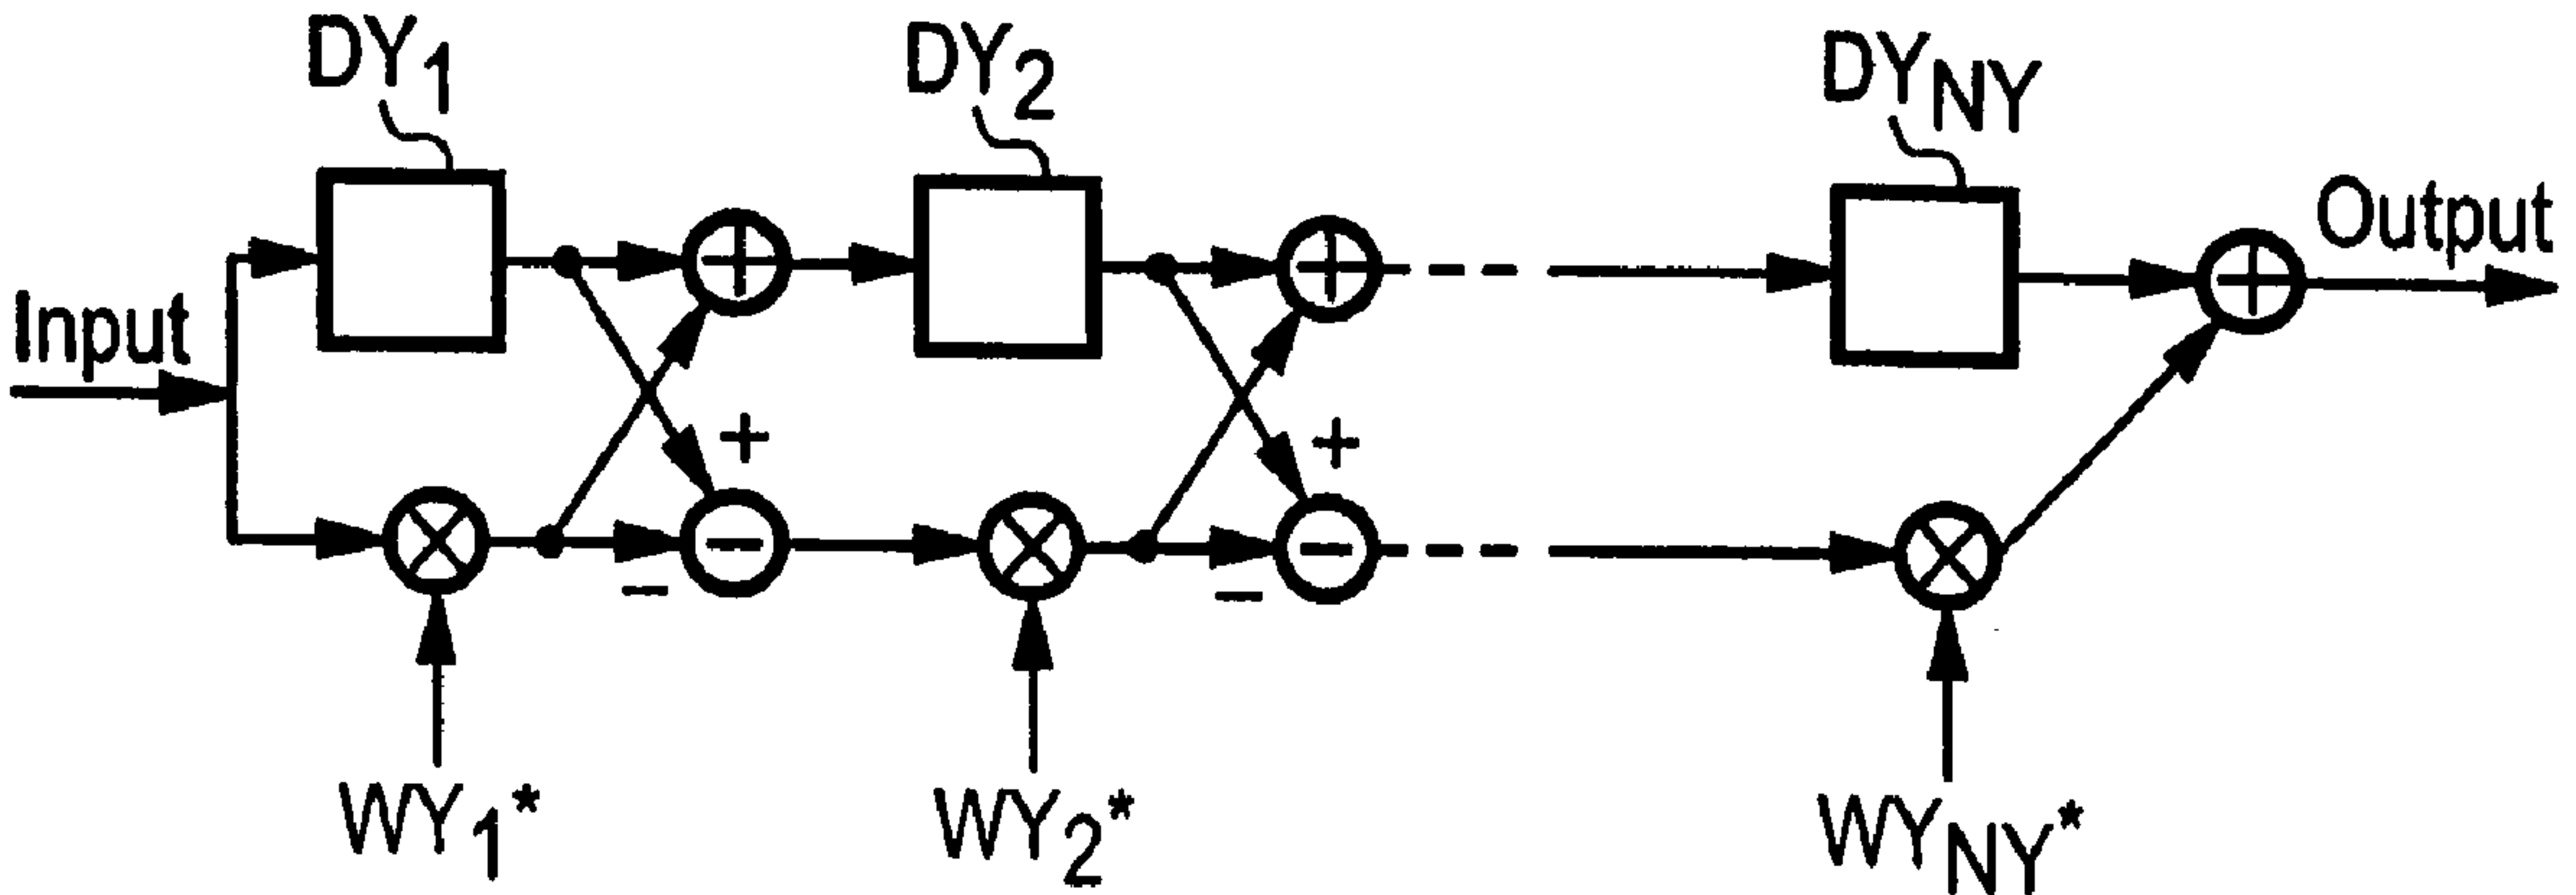 DY1
DY2
DYNY
Output
Input
+
+
−
−
WY1*
WY2*
WYNY*